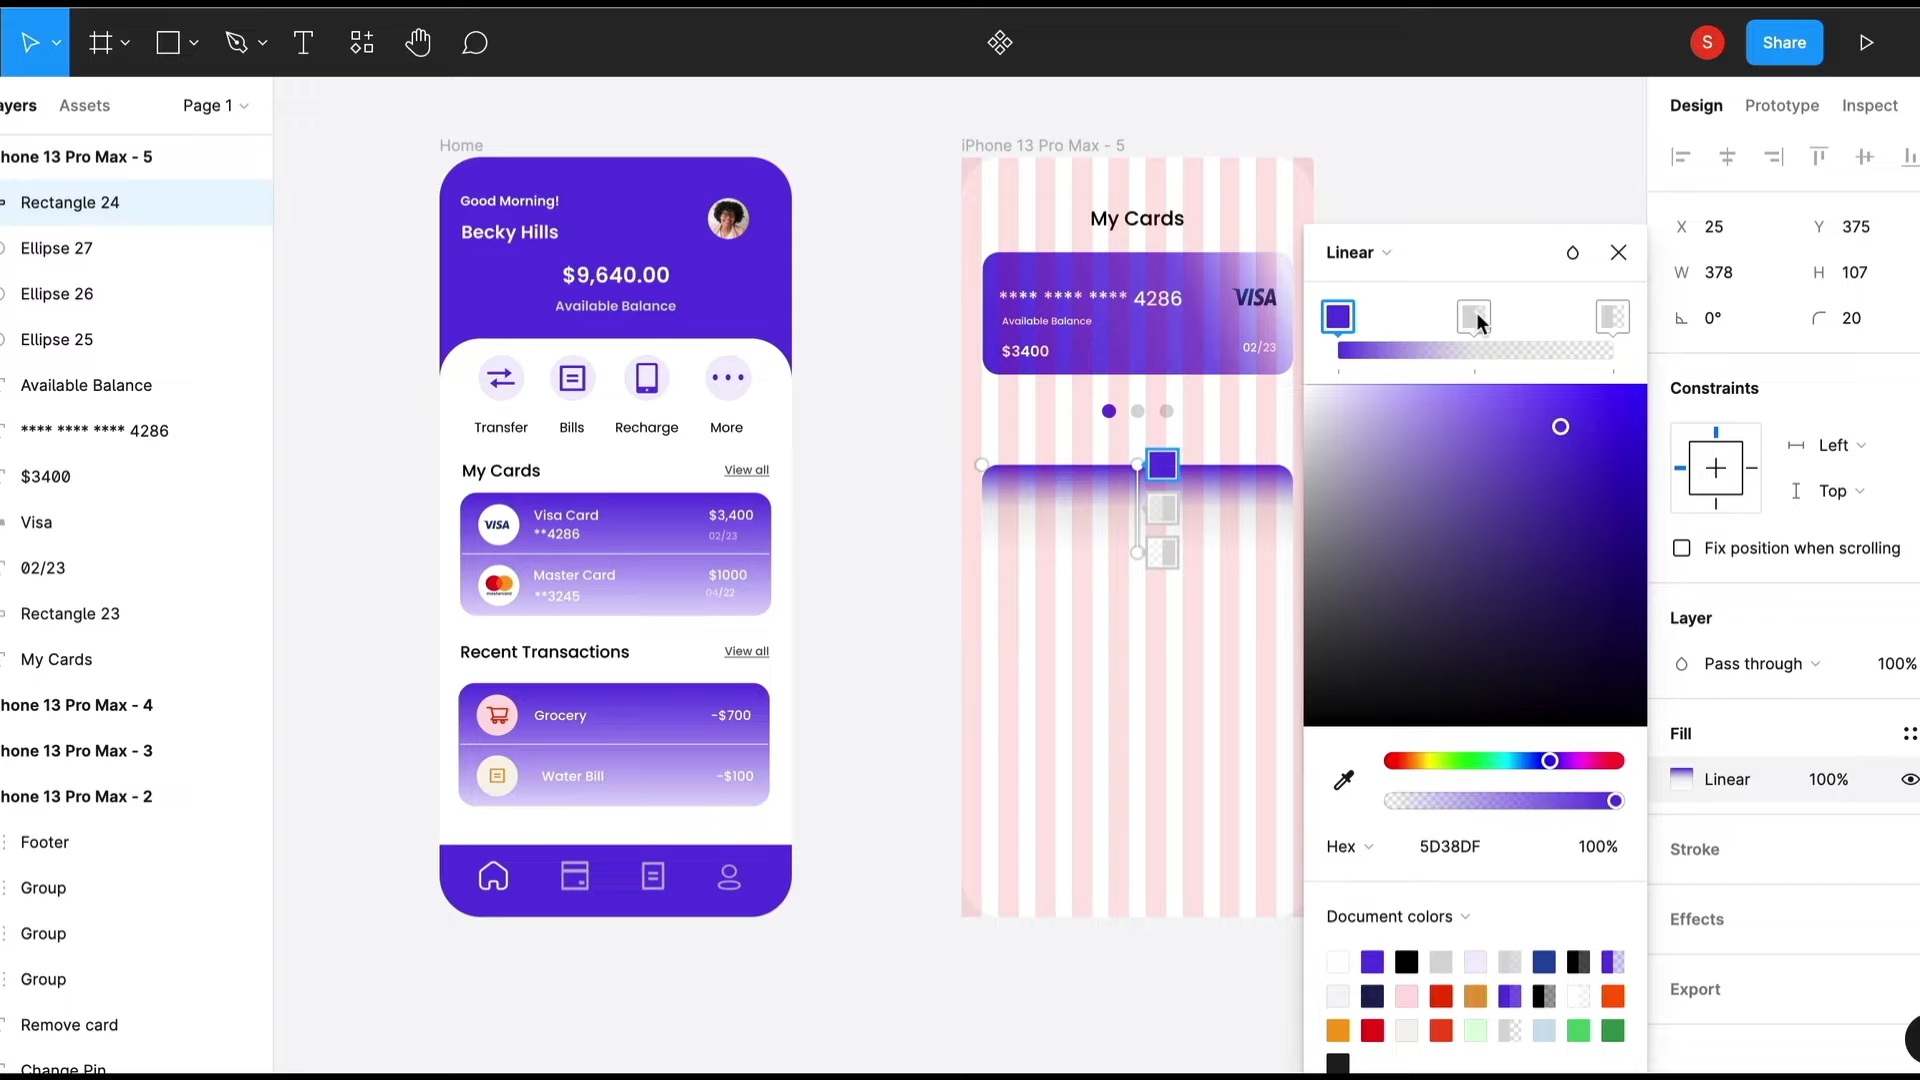 S
Share
ayers
Assets
Page 1
hone 13 Pro Max - 5
Rectangle 24
Ellipse 27
Ellipse 26
Ellipse 25
Available Balance
**** **** **** 4286
$3400
Visa
02/23
Rectangle 23
My Cards
hone 13 Pro Max - 4
hone 13 Pro Max - 3
hone 13 Pro Max - 2
Footer
Group
Group
Group
Remove card
Change Pin
Home
Good Morning!
Becky Hills
$9,640.00
Available Balance
Transfer
Bills
Recharge
More
My Cards
View all
VISA
Visa Card
$3,400
**4286
02/23
mastercard
Master Card
$1000
**3245
04/22
Recent Transactions
View all
Grocery
-$700
Water Bill
-$100
iPhone 13 Pro Max - 5
My Cards
**** **** **** 4286
VISA
Available Balance
$3400
02/23
Linear
Hex
5D38DF
100%
Document colors
Design
Prototype
Inspect
X 25
Y 375
W 378
H 107
0°
20
Constraints
Left
Top
Fix position when scrolling
Layer
Pass through
100%
Fill
Linear
100%
Stroke
Effects
Export